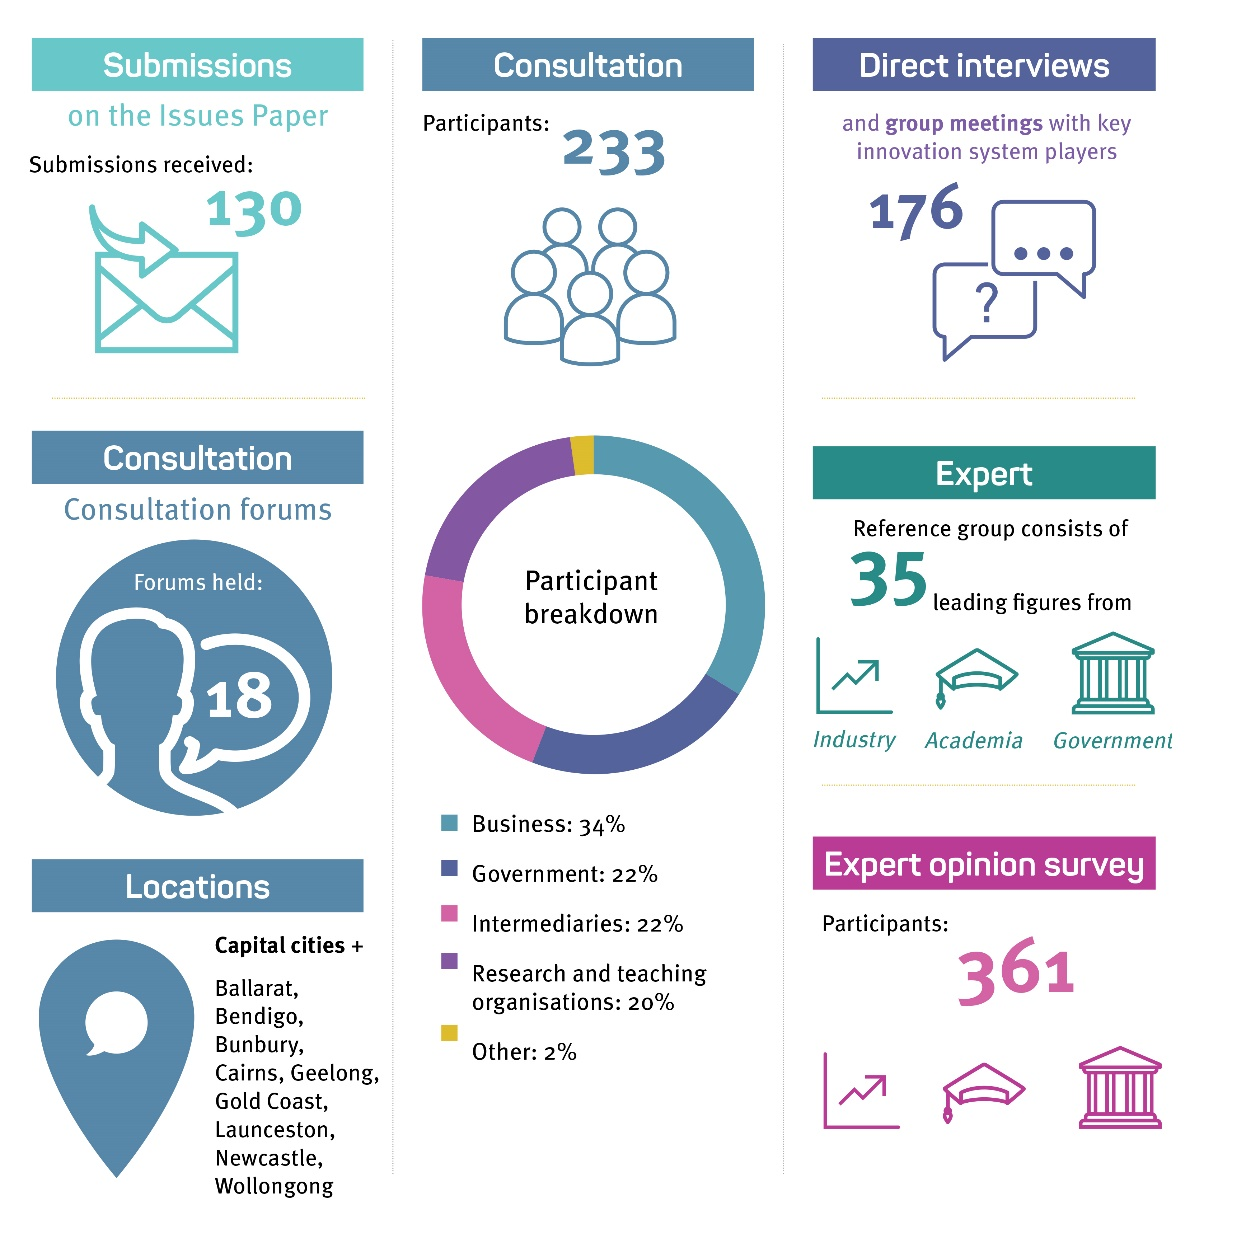 Submissions
on the Issues Paper
Submissions received:
130
Consultation
Consultation forums
Forums held:
18
Locations
Capital cities +
Ballarat,
Bendigo,
Bunbury,
Cairns, Geelong,
Gold Coast,
Launceston,
Newcastle,
Wollongong
Consultation
Participants:
233
Participant
breakdown
Business: 34%
Government: 22%
Intermediaries: 22%
Research and teaching
organisations: 20%
Other: 2%
Direct interviews
and group meetings with key
innovation system players
176
?
Expert
Reference group consists of
35
leading figures from
Industry
Academia
Government
Expert opinion survey
Participants:
361